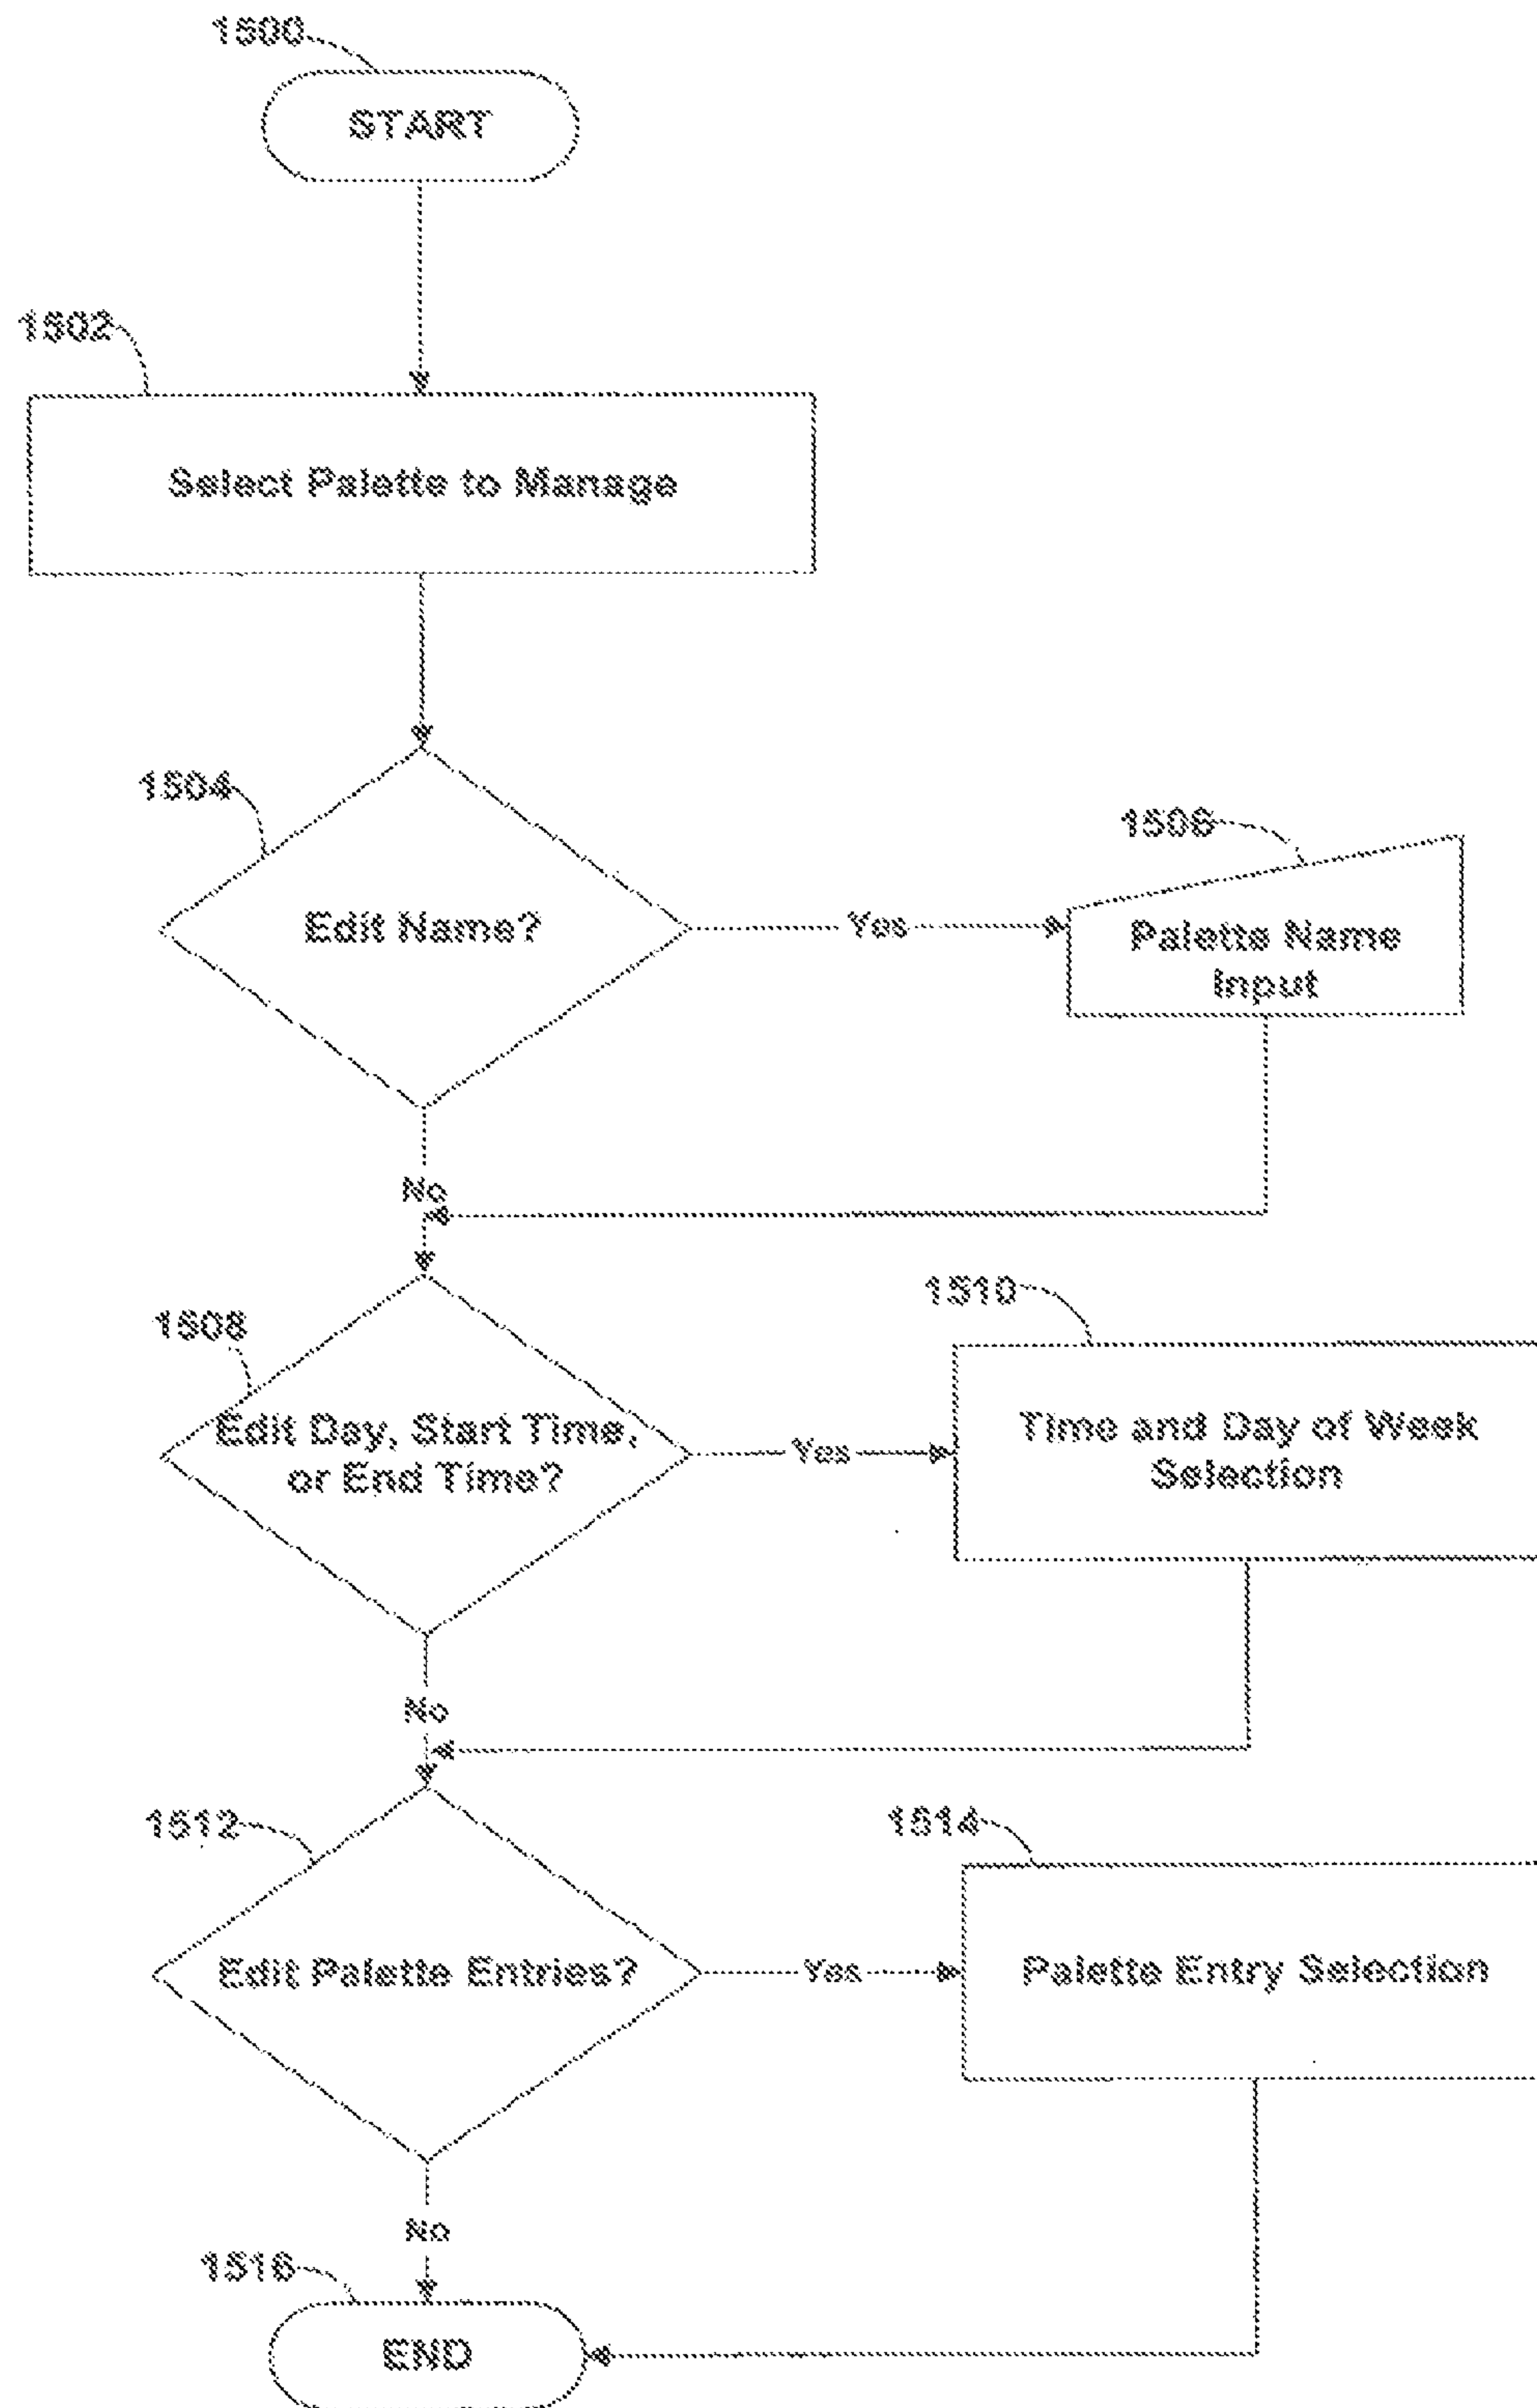 1500
START
1502
Select Palette to Manage
1504
Edit Name?
Yes
1506
Palette Name
Input
No
1508
Edit Day, Start Time,
or End Time?
Yes
1510
Time and Day of Week
Selection
No
1512
Edit Palette Entries?
Yes
1514
Palette Entry Selection
No
1516
END